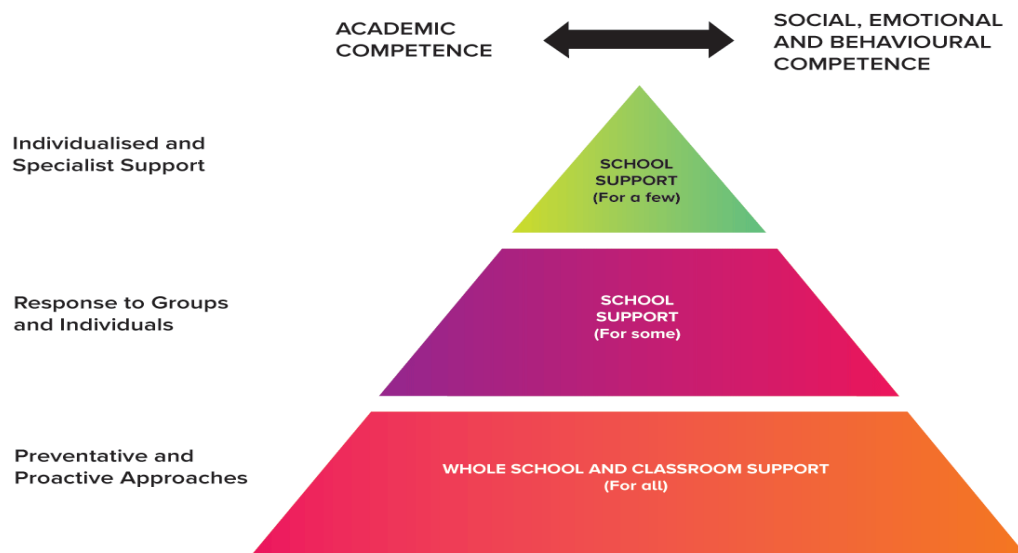 ACADEMIC
COMPETENCE
SOCIAL, EMOTIONAL
AND BEHAVIOURAL
COMPETENCE
Individualised and
Specialist Support
SCHOOL
SUPPORT
(For a few)
Response to Groups
and Individuals
SCHOOL
SUPPORT
(For some)
Preventative and
Proactive Approaches
WHOLE SCHOOL AND CLASSROOM SUPPORT
(For all)